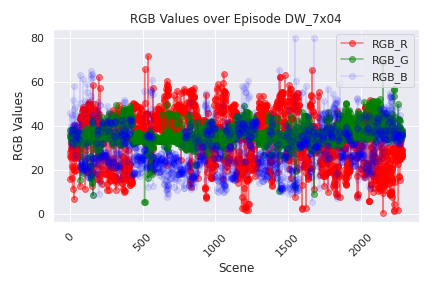 RGB Values over Episode DW_7x04
RGB Values
80
60
40
20
0
RGB_R
RGB_G
RGB_B
0
500
1000
1500
2000
Scene